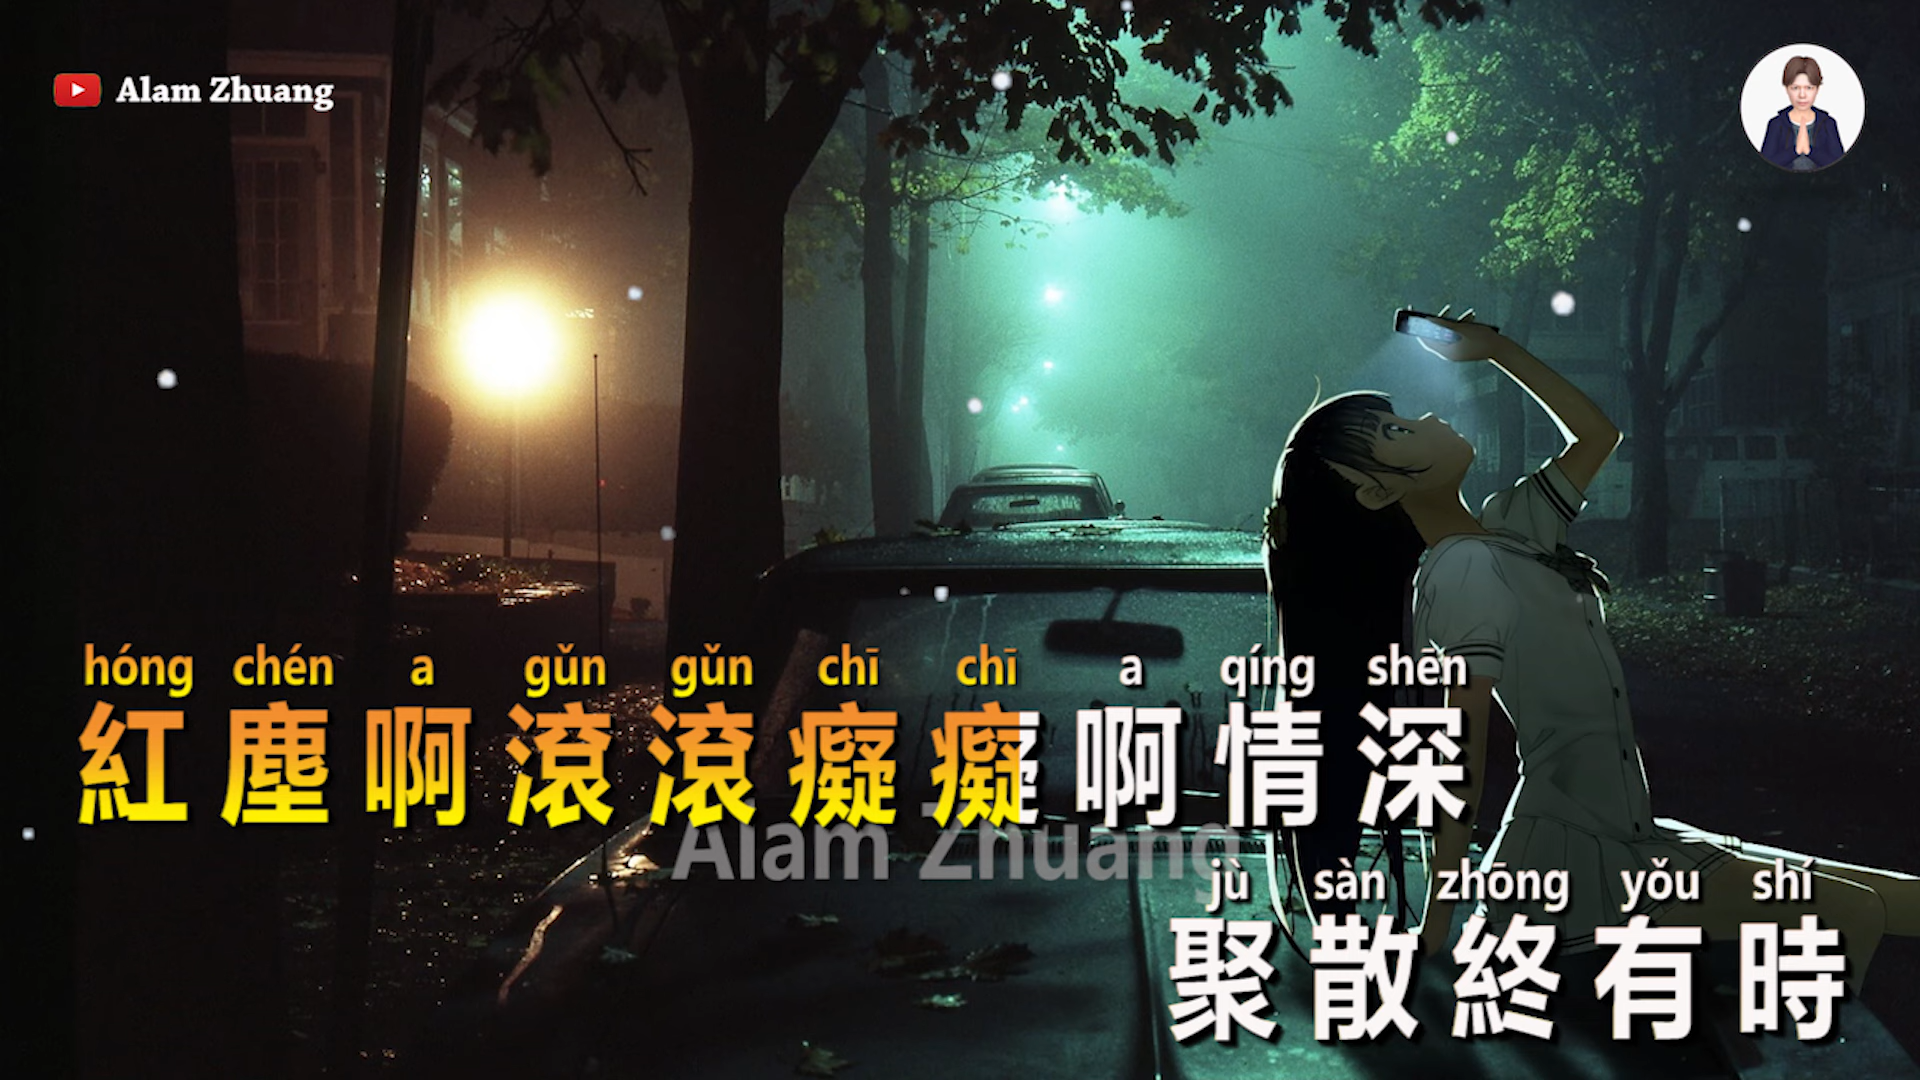 Alam Zhuang
hóng chén a gǔn gǔn chī chī a qíng shēn
紅塵啊滾滾癡癡啊情深
Alam Zhuang
jù sàn zhōng yǒu shí
聚散終有時